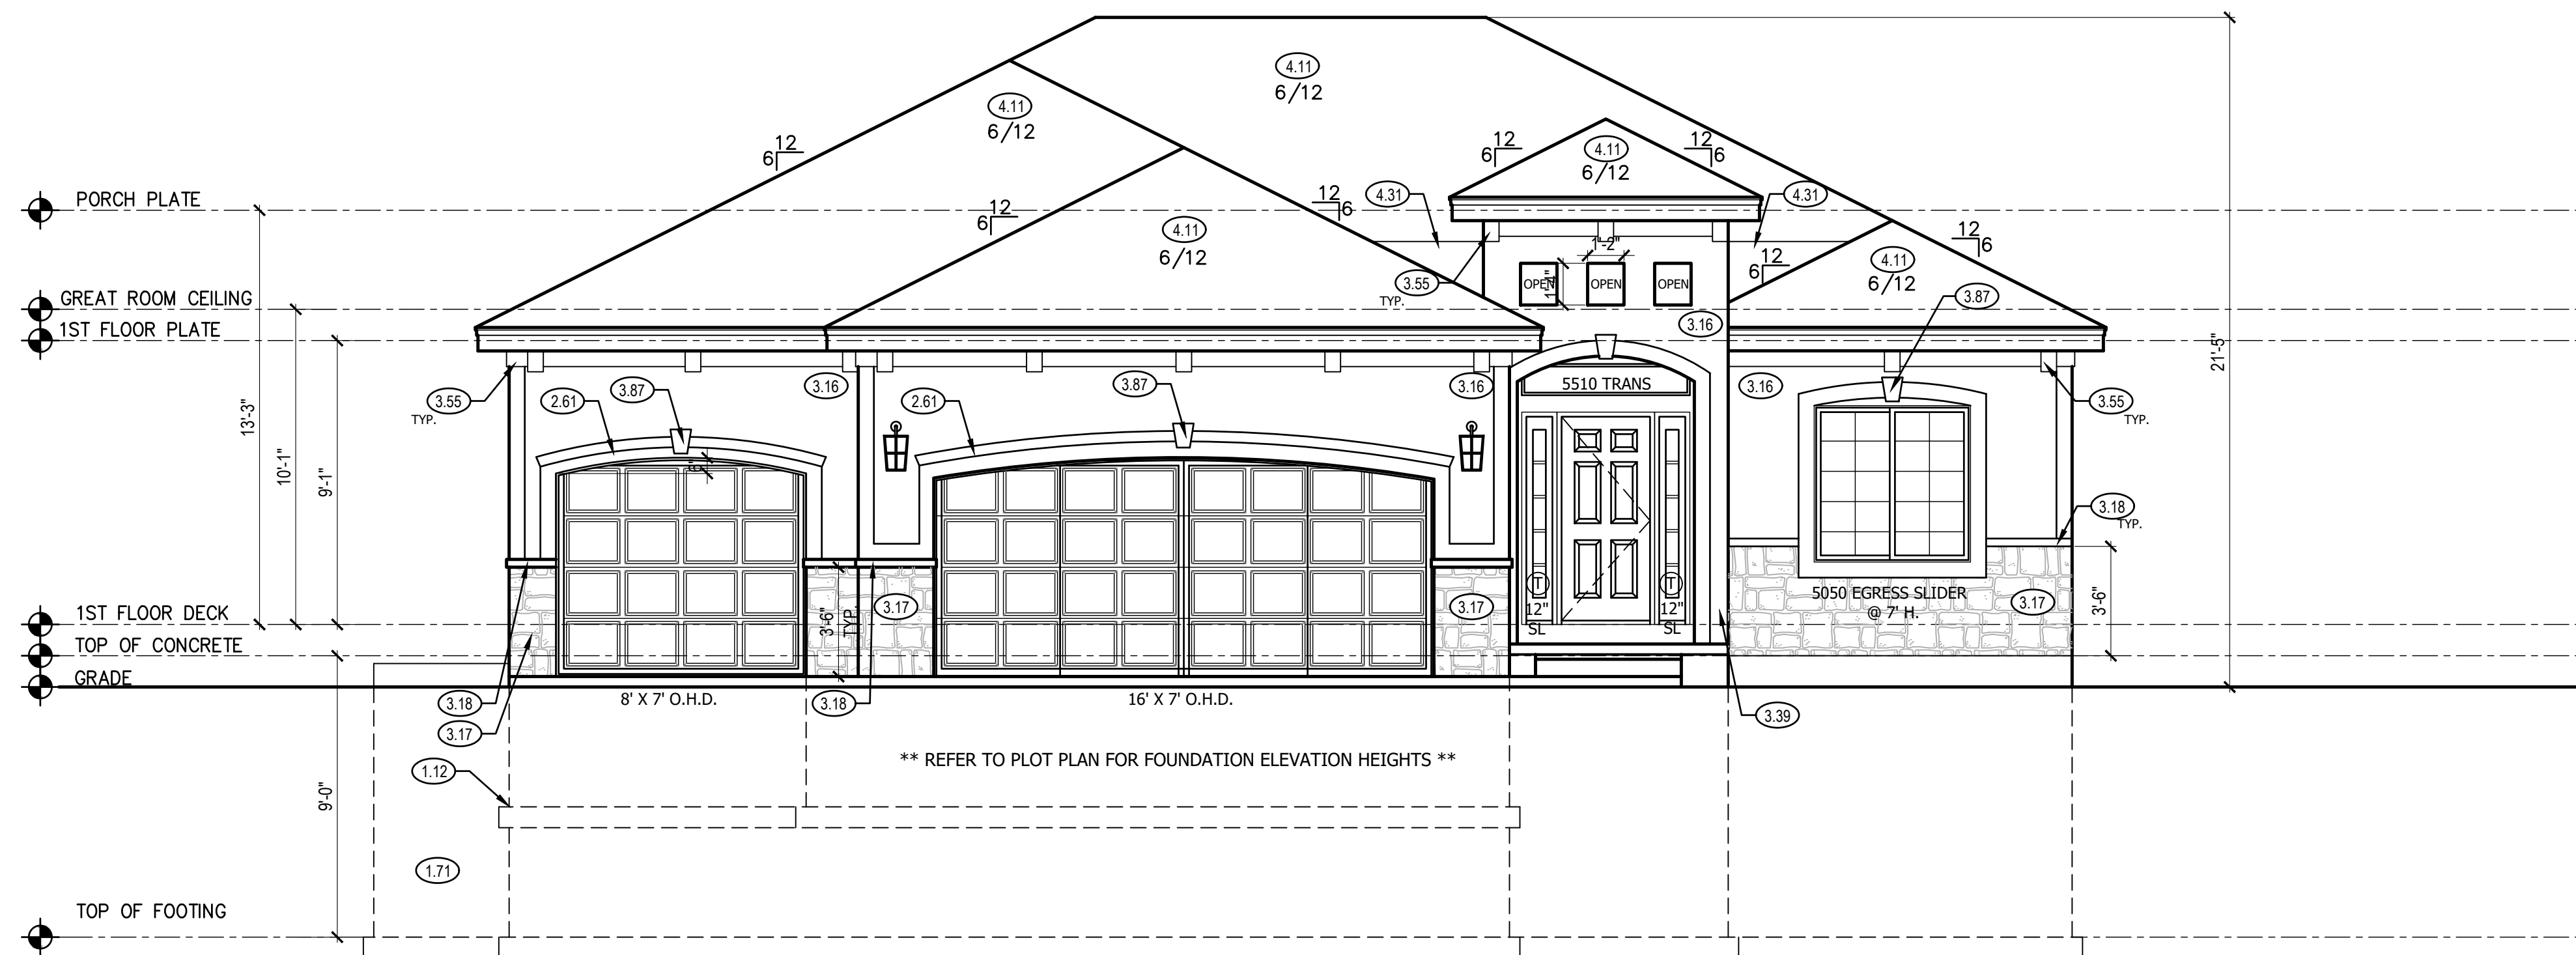 4.11
6/12
4.11
6/12
12
6
12
6
12
6
4.11
6/12
PORCH PLATE
4.31
4.31
12
6
12
6
4.11
6/12
12
6
12
6
4.11
6/12
1'-2"
1'-4"
OPEN
OPEN
OPEN
3.55
TYP.
3.87
GREAT ROOM CEILING
1ST FLOOR PLATE
3.16
21'-5"
13'-3"
10'-1"
9'-1"
3.55
TYP.
2.61
3.87
3.16
2.61
3.87
3.16
5510 TRANS
3.16
3.55
TYP.
6"
3.18
TYP.
1ST FLOOR DECK
TOP OF CONCRETE
GRADE
3'-6"
TYP.
3.17
3.17
T
12"
SL
T
12"
SL
5050 EGRESS SLIDER
@ 7' H.
3.17
3'-6"
3.18
3.17
8' X 7' O.H.D.
3.18
16' X 7' O.H.D.
3.39
** REFER TO PLOT PLAN FOR FOUNDATION ELEVATION HEIGHTS **
1.12
9'-0"
1.71
TOP OF FOOTING